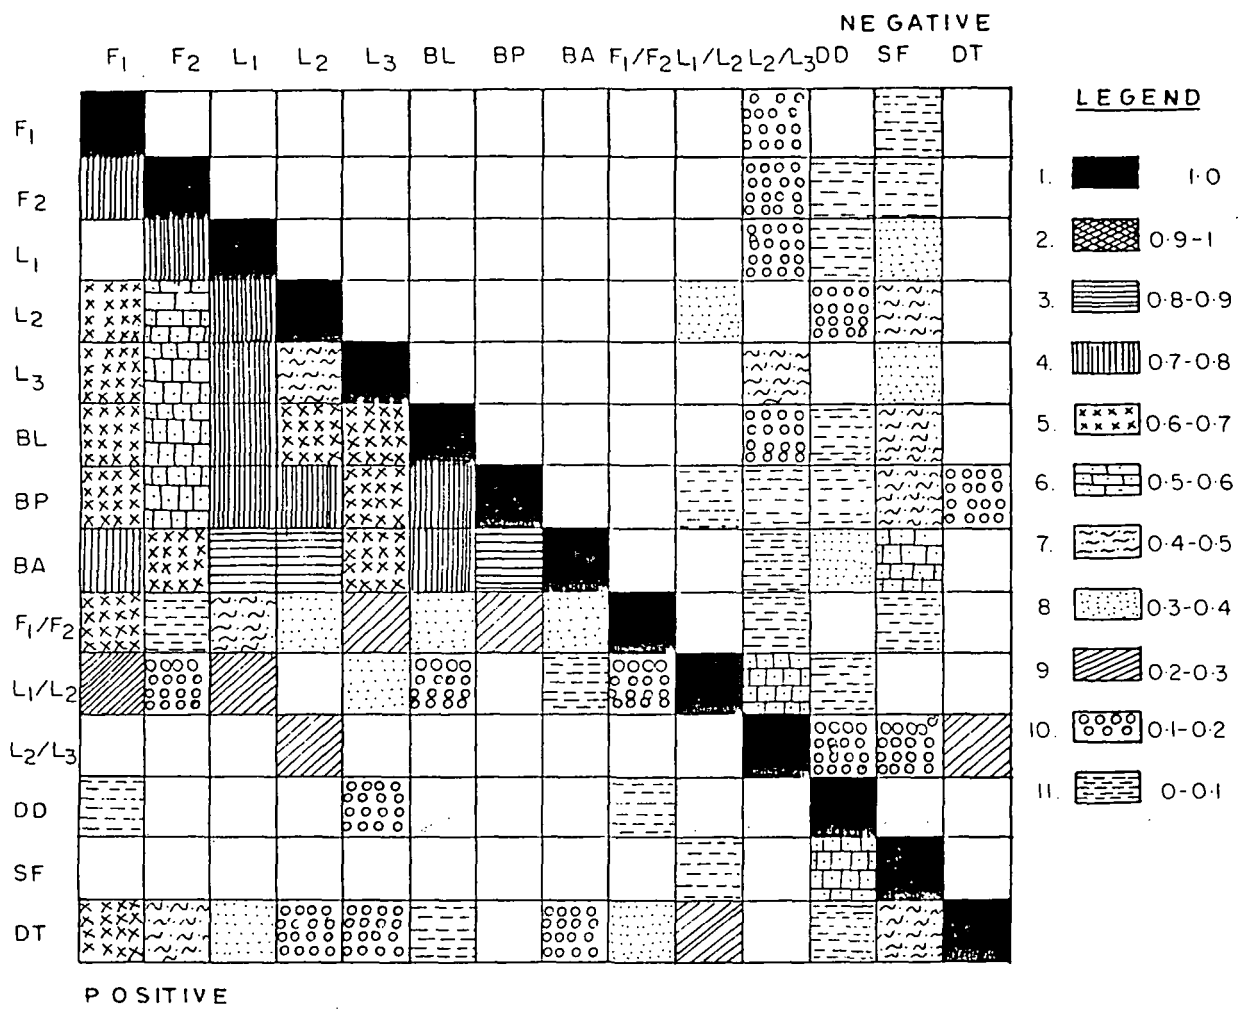 NEGATIVE
F1 F2 L1 L2 L3 BL BP BA F1/F2 L1/L2 L2/L3 DD SF DT
LEGEND
F1
1. 1·0
F2
2. 0·9-1
L1
3. 0·8-0·9
L2
4. 0·7-0·8
L3
5. 0·6-0·7
BL
6. 0·5-0·6
BP
7. 0·4-0·5
BA
8 0·3-0·4
F1/F2
9 0·2-0·3
L1/L2
10. 0·1-0·2
L2/L3
11. 0-0·1
DD
SF
DT
POSITIVE